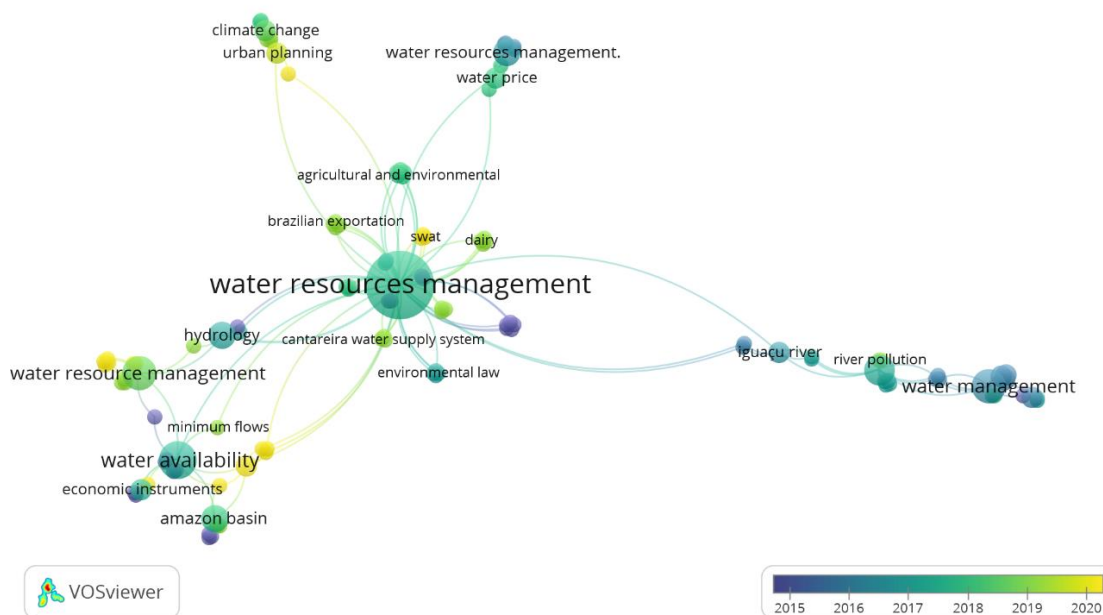 climate change
urban planning
water resources management.
water price
agricultural and environmental
brazilian exportation
swat
dairy
water resources management
hydrology
cantareira water supply system
iguaçu river
river pollution
water resource management
environmental law
water management
minimum flows
water availability
economic instruments
amazon basin
VOSviewer
2015 2016 2017 2018 2019 2020